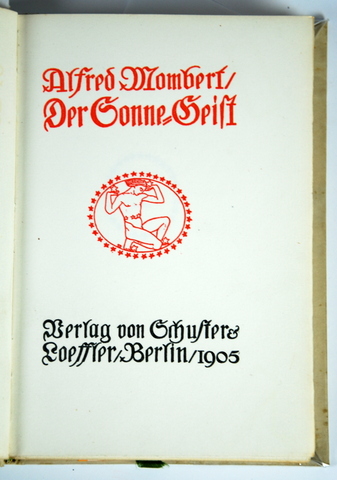 Alfred Mombert/
Der Sonne=Geist
Verlag von Schuster&
Loeffler/Berlin/1905